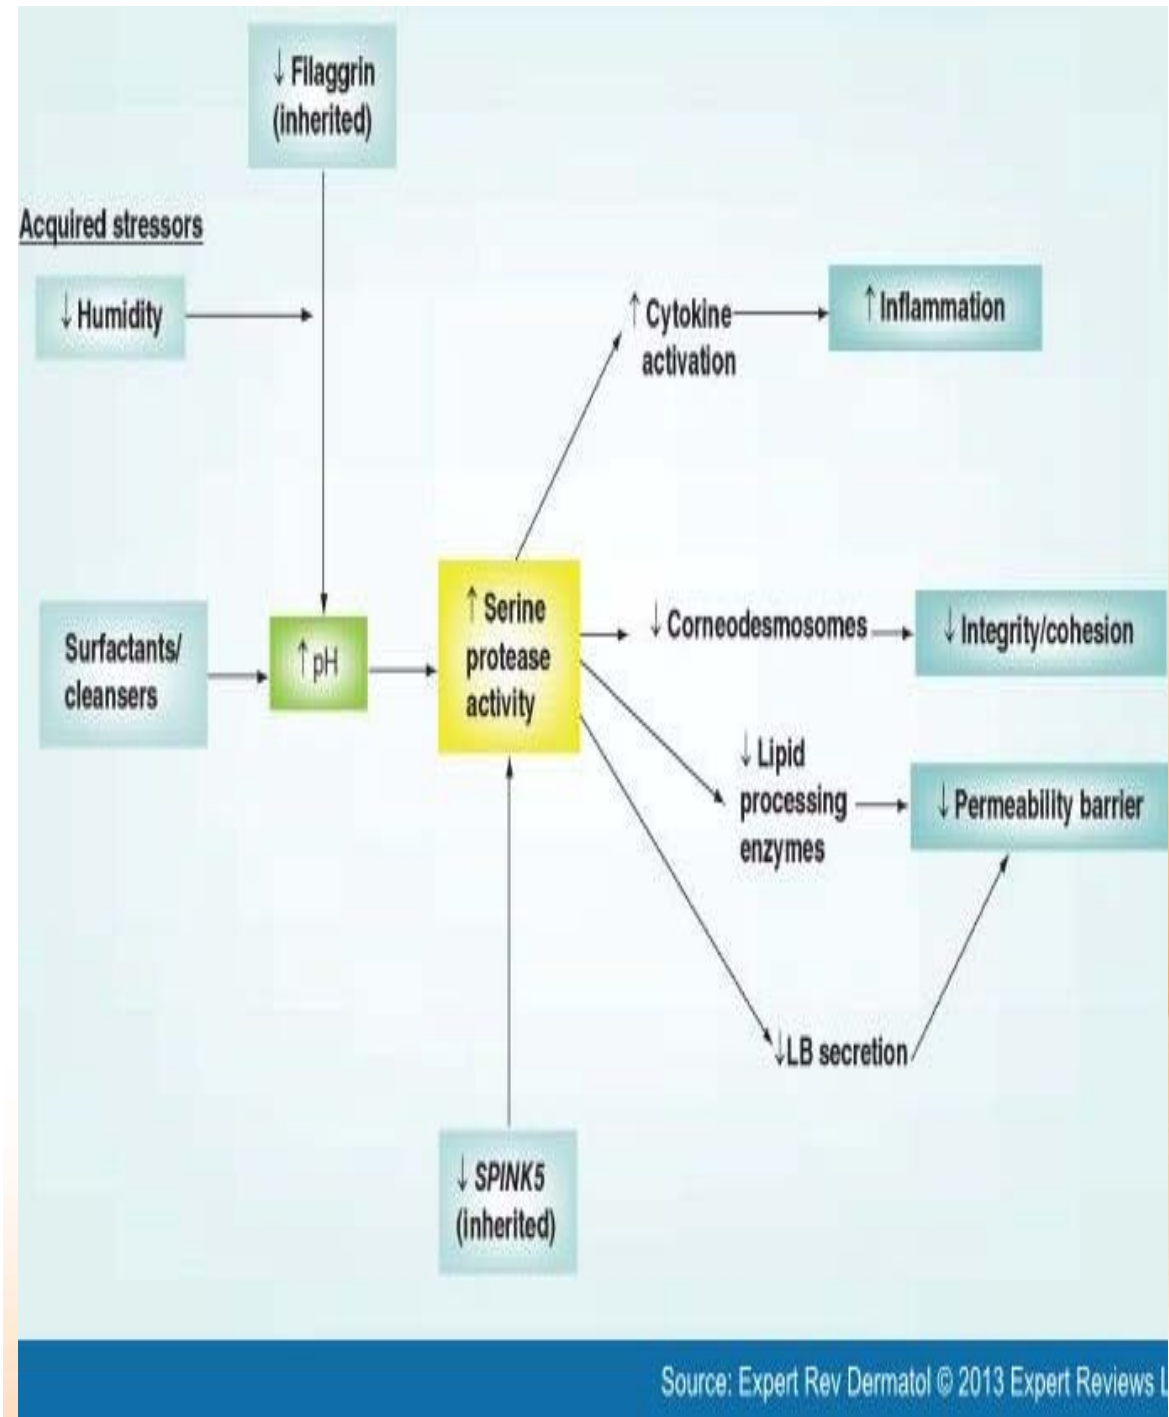 ↓ Filaggrin
(inherited)
Acquired stressors
↓ Humidity
↑ Cytokine
activation
↑ Inflammation
Surfactants/
cleansers
↑ pH
↑ Serine
protease
activity
↓ Corneodesmosomes
↓ Integrity/cohesion
↓ Lipid
processing
enzymes
↓ Permeability barrier
↓LB secretion
↓ SPINK5
(inherited)
Source: Expert Rev Dermatol © 2013 Expert Reviews L